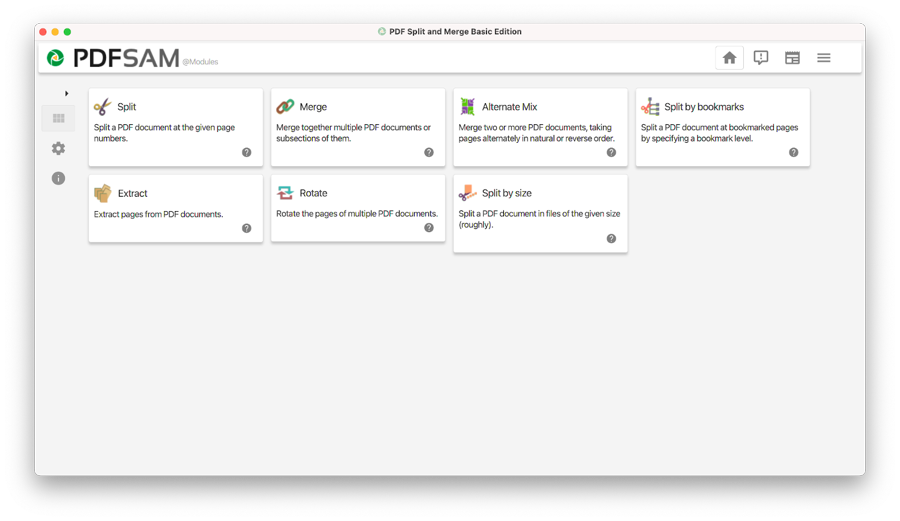 PDF Split and Merge Basic Edition
PDFSAM @Modules
Split
Split a PDF document at the given page
numbers.
Merge
Merge together multiple PDF documents or
subsections of them.
Alternate Mix
Merge two or more PDF documents, taking
pages alternately in natural or reverse order.
Split by bookmarks
Split a PDF document at bookmarked pages
by specifying a bookmark level.
Extract
Extract pages from PDF documents.
Rotate
Rotate the pages of multiple PDF documents.
Split by size
Split a PDF document in files of the given size
(roughly).